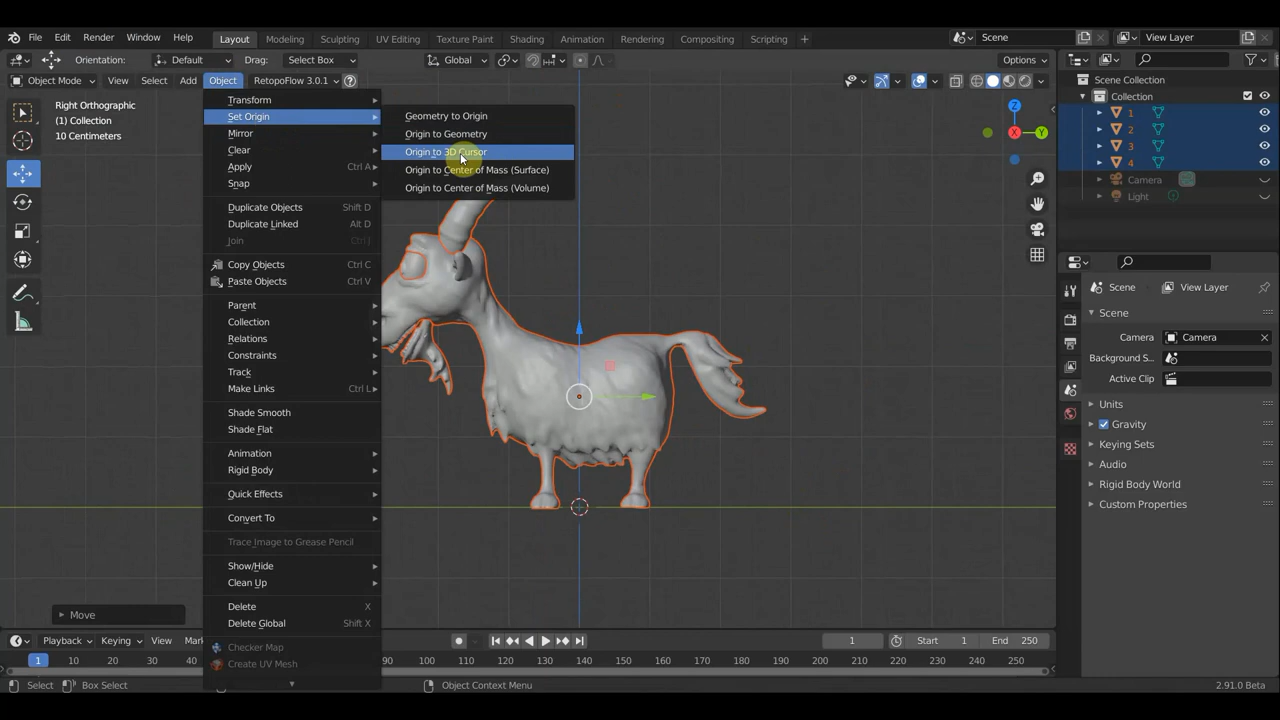 File Edit Render Window Help Layout Modeling Sculpting UV Editing Texture Paint Shading Animation Rendering Compositing Scripting + Scene View Layer
Orientation: Default Drag: Select Box Global Options
Object Mode View Select Add Object RetopoFlow 3.0.1
Right Orthographic
(1) Collection
10 Centimeters
Transform
Set Origin
Mirror
Clear
Apply Ctrl A
Snap
Duplicate Objects Shift D
Duplicate Linked Alt D
Join Ctrl J
Copy Objects Ctrl C
Paste Objects Ctrl V
Parent
Collection
Relations
Constraints
Track
Make Links Ctrl L
Shade Smooth
Shade Flat
Animation
Rigid Body
Quick Effects
Convert To
Trace Image to Grease Pencil
Show/Hide
Clean Up
Delete X
Delete Global Shift X
Checker Map
Create UV Mesh
Geometry to Origin
Origin to Geometry
Origin to 3D Cursor
Origin to Center of Mass (Surface)
Origin to Center of Mass (Volume)
Z
X
Y
Scene Collection
Collection
1
2
3
4
Camera
Light
Scene View Layer
Scene
Camera Camera
Background S...
Active Clip
Units
Gravity
Keying Sets
Audio
Rigid Body World
Custom Properties
Move
Playback Keying View Mar 1 Start 1 End 250
1 90 100 110 120 130 140 150 160 170 180 190 200 210 220 230 240 250
Select Box Select Object Context Menu 2.91.0 Beta